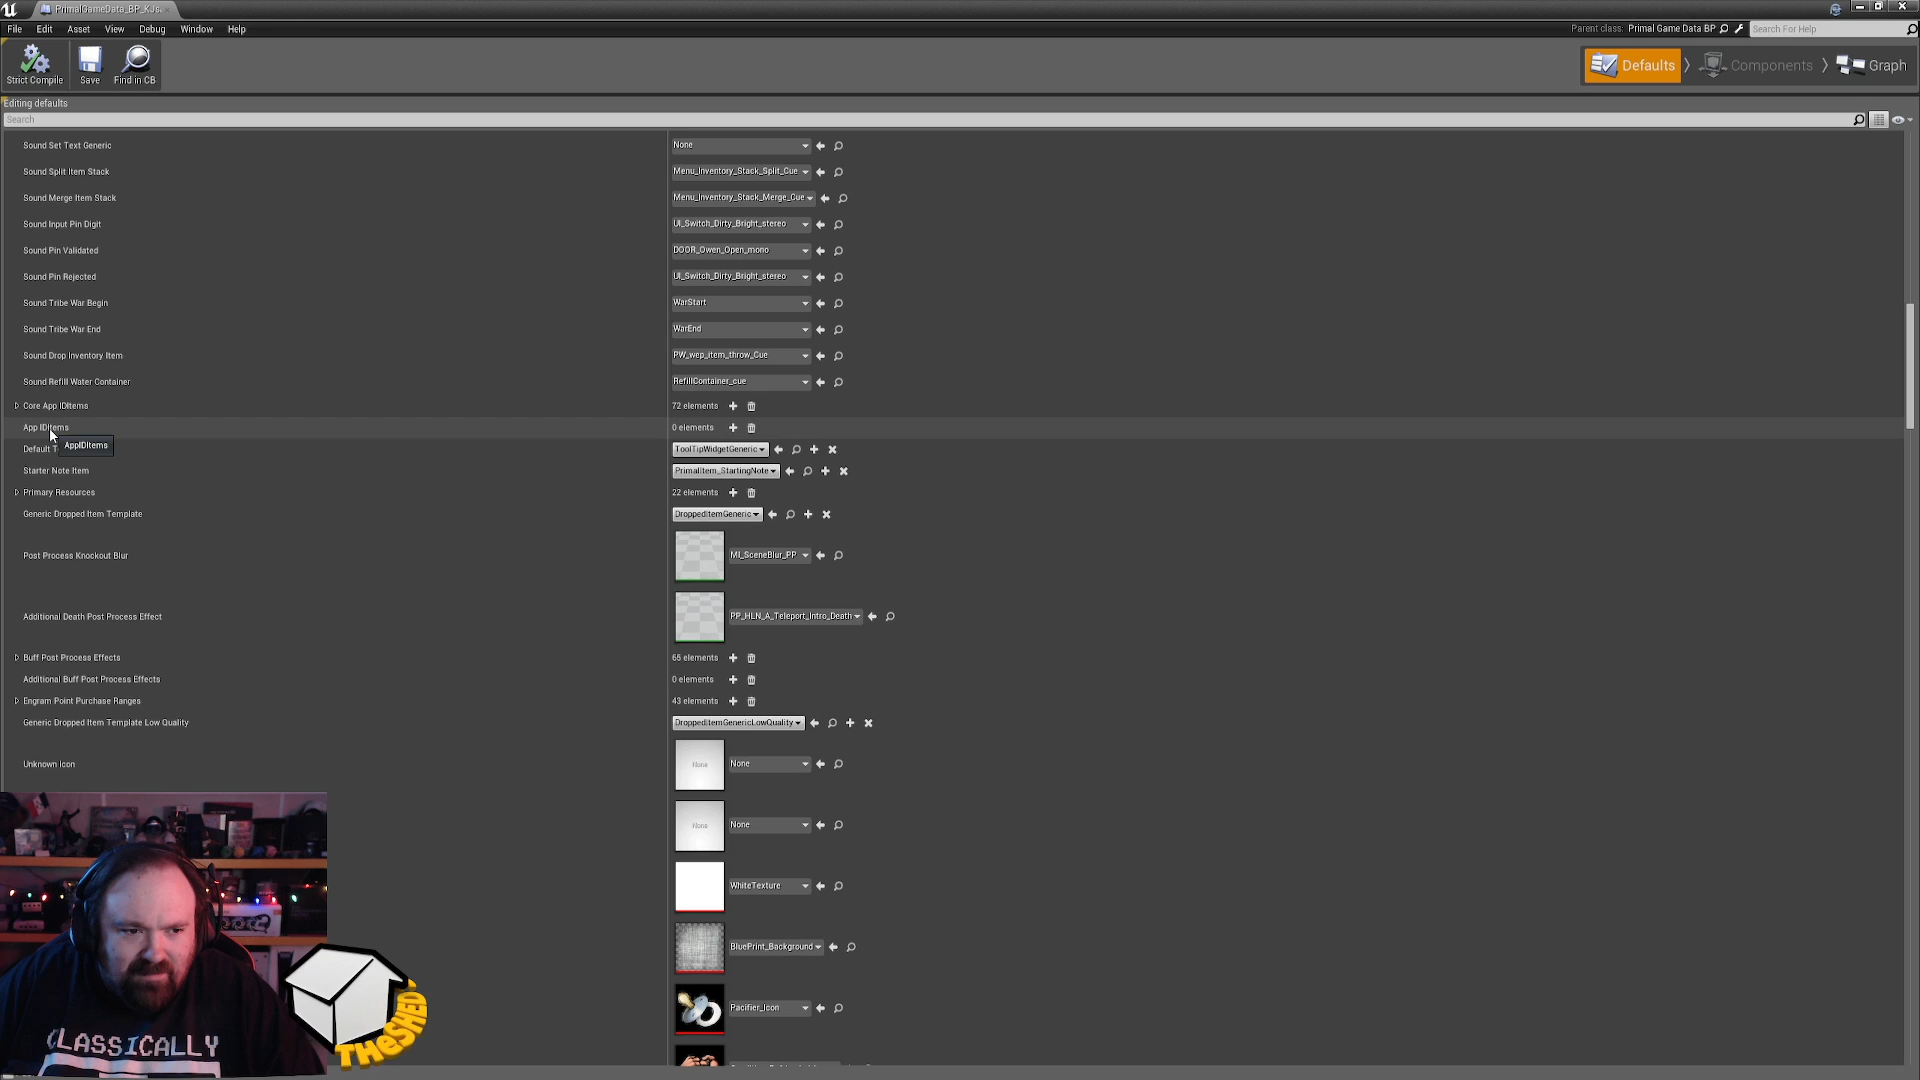 PrimalGameData_BP_KJs
File Edit Asset View Debug Window Help
Parent class: Primal Game Data BP
Search For Help
Strict Compile
Save
Find in CB
Defaults
Components
Graph
Editing defaults
Search
Sound Set Text Generic
None
Sound Split Item Stack
Menu_Inventory_Stack_Split_Cue
Sound Merge Item Stack
Menu_Inventory_Stack_Merge_Cue
Sound Input Pin Digit
UI_Switch_Dirty_Bright_stereo
Sound Pin Validated
DOOR_Owen_Open_mono
Sound Pin Rejected
UI_Switch_Dirty_Bright_stereo
Sound Tribe War Begin
WarStart
Sound Tribe War End
WarEnd
Sound Drop Inventory Item
PW_wep_item_throw_Cue
Sound Refill Water Container
RefillContainer_cue
Core App IDItems
72 elements
App IDItems
0 elements
AppIDItems
Default T
ToolTipWidgetGeneric
Starter Note Item
PrimalItem_StartingNote
Primary Resources
22 elements
Generic Dropped Item Template
DroppedItemGeneric
Post Process Knockout Blur
MI_SceneBlur_PP
Additional Death Post Process Effect
PP_HLN_A_Teleport_Intro_Death
Buff Post Process Effects
65 elements
Additional Buff Post Process Effects
0 elements
Engram Point Purchase Ranges
43 elements
Generic Dropped Item Template Low Quality
DroppedItemGenericLowQuality
Unknown Icon
None
None
None
None
WhiteTexture
BluePrint_Background
Pacifier_Icon
CLASSICALLY
THeSHED